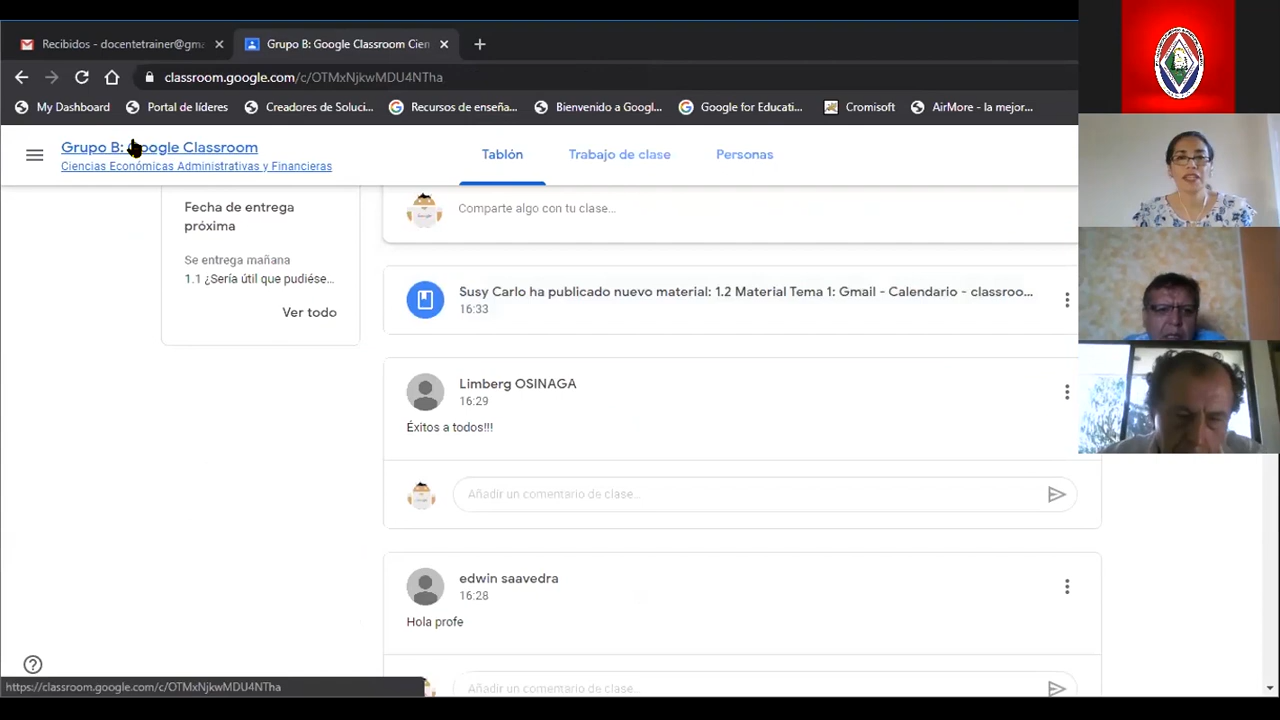 Recibidos - docentetrainer@gma
Grupo B: Google Classroom Cien
classroom.google.com/c/OTMxNjkwMDU4NTha
My Dashboard
Portal de líderes
Creadores de Soluci...
Recursos de enseña...
Bienvenido a Googl...
Google for Educati...
Cromisoft
AirMore - la mejor...
Grupo B: Google Classroom
Ciencias Económicas Administrativas y Financieras
Tablón
Trabajo de clase
Personas
Fecha de entrega
próxima
Se entrega mañana
1.1 ¿Sería útil que pudiése...
Ver todo
Comparte algo con tu clase...
Susy Carlo ha publicado nuevo material: 1.2 Material Tema 1: Gmail - Calendario - classroo...
16:33
Limberg OSINAGA
16:29
Éxitos a todos!!!
Añadir un comentario de clase...
edwin saavedra
16:28
Hola profe
Añadir un comentario de clase...
https://classroom.google.com/c/OTMxNjkwMDU4NTha